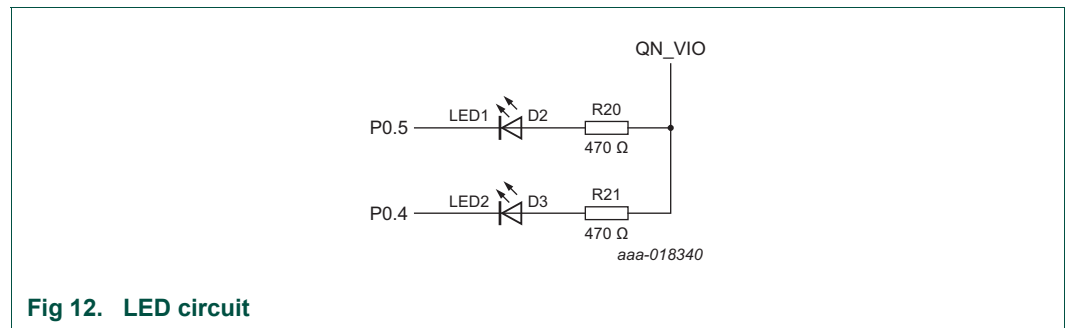 QN_VIO
P0.5 LED1 D2 R20
470 Ω
P0.4 LED2 D3 R21
470 Ω
aaa-018340
Fig 12. LED circuit